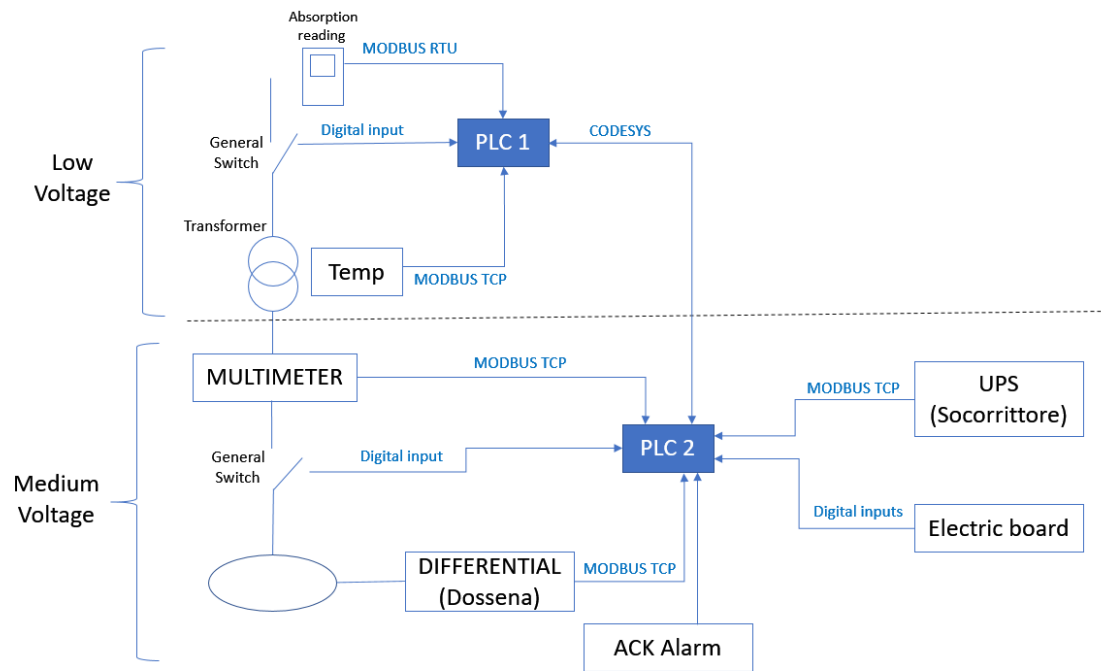 Absorption
reading
MODBUS RTU
General
Switch
Digital input
PLC 1
CODESYS
Low
Voltage
Transformer
Temp
MODBUS TCP
MULTIMETER
MODBUS TCP
MODBUS TCP
UPS
(Socorrittore)
General
Switch
Digital input
PLC 2
Medium
Voltage
Digital inputs
Electric board
DIFFERENTIAL
(Dossena)
MODBUS TCP
ACK Alarm